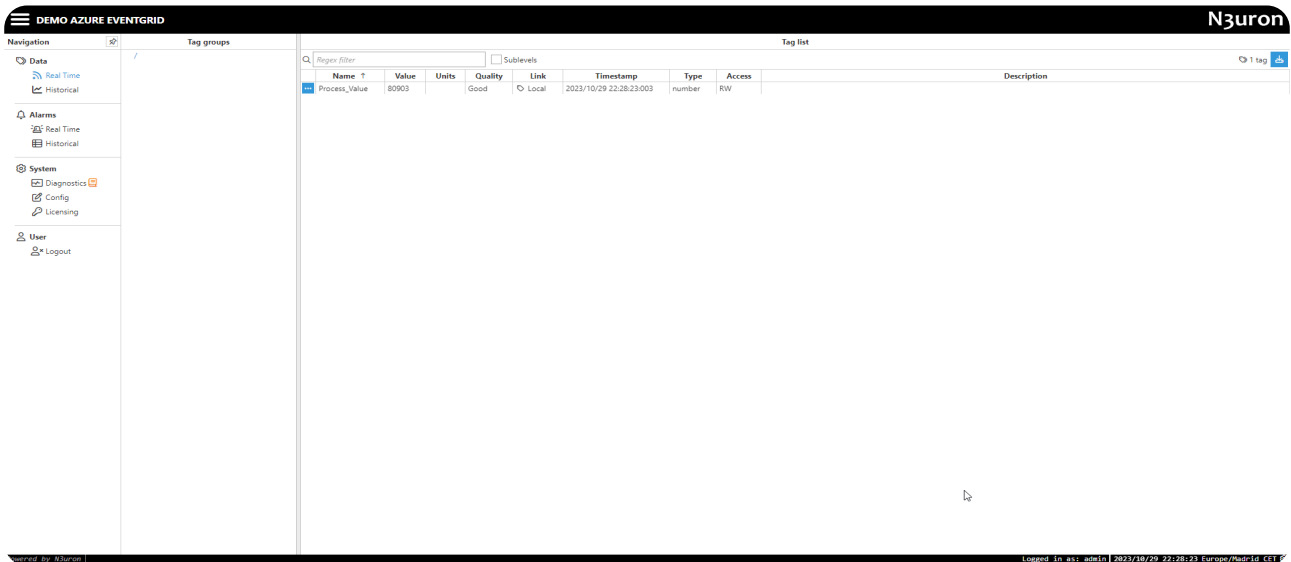 DEMO AZURE EVENTGRID
N3uron
Navigation
Tag groups
Tag list
Data
Real Time
Historical
Alarms
Real Time
Historical
System
Diagnostics
Config
Licensing
User
Logout
/
Regex filter
Sublevels
1 tag
Name ↑ Value Units Quality Link Timestamp Type Access Description
Process_Value 80903 Good Local 2023/10/29 22:28:23:003 number RW
Powered by N3uron
Logged in as: admin 2023/10/29 22:28:23 Europe/Madrid CET